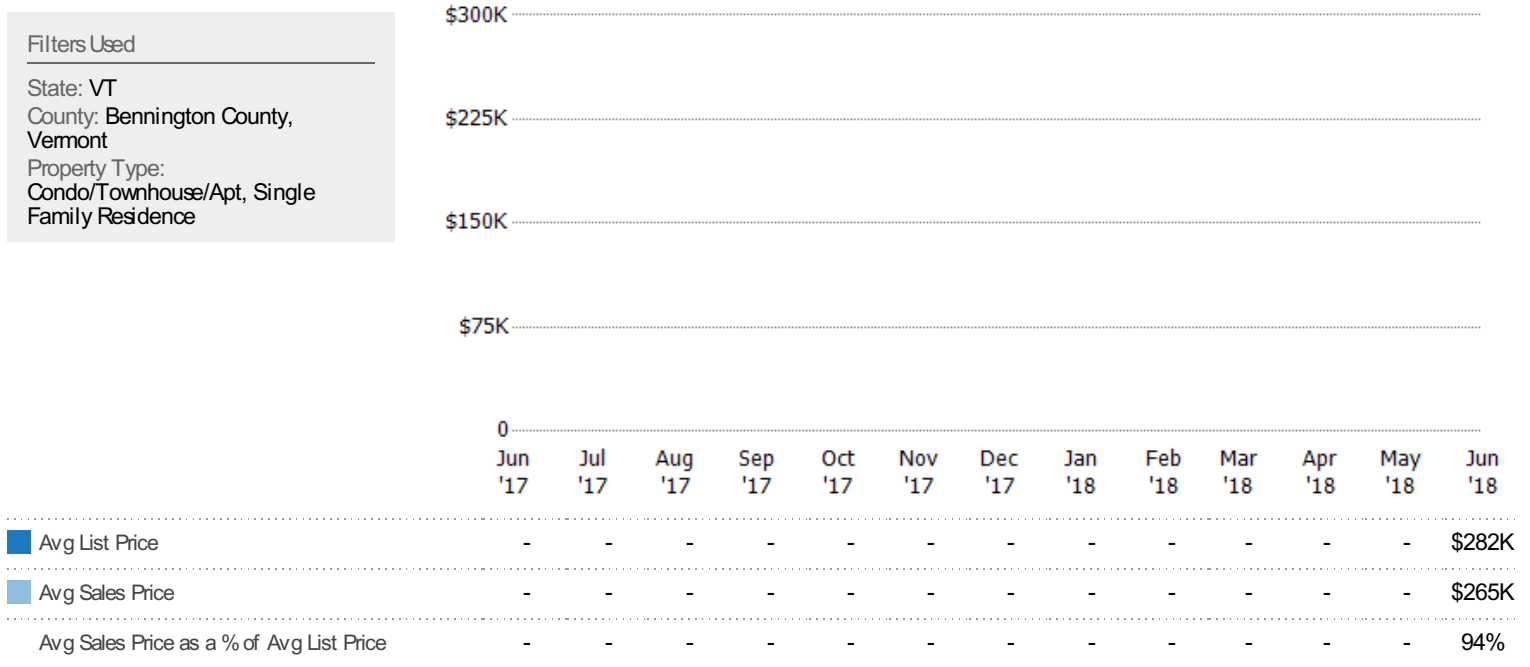 Filters Used
State: VT
County: Bennington County,
Vermont
Property Type:
Condo/Townhouse/Apt, Single
Family Residence
$300K
$225K
$150K
$75K
0
Jun Jul Aug Sep Oct Nov Dec Jan Feb Mar Apr May Jun
'17 '17 '17 '17 '17 '17 '17 '18 '18 '18 '18 '18 '18
Avg List Price - - - - - - - - - - - - $282K
Avg Sales Price - - - - - - - - - - - - $265K
Avg Sales Price as a % of Avg List Price - - - - - - - - - - - - 94%